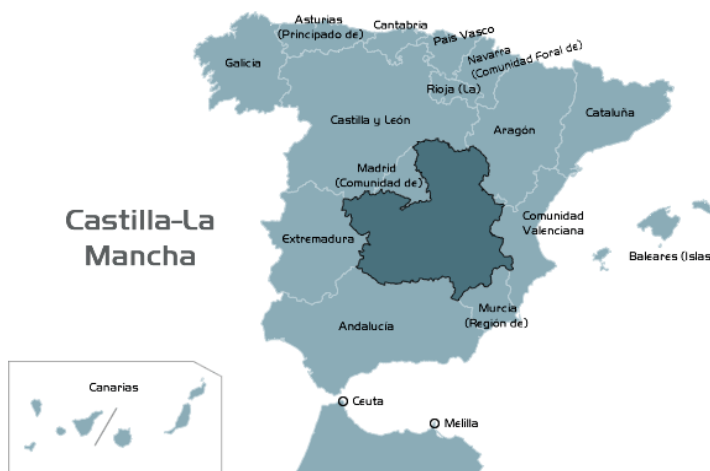 Asturias
(Principado de)
Cantabria
País Vasco
Navarra
(Comunidad Foral de)
Galicia
Rioja (La)
Cataluña
Castilla y León
Aragón
Madrid
(Comunidad de)
Castilla-La
Mancha
Extremadura
Comunidad
Valenciana
Baleares (Islas
Murcia
(Región de)
Andalucía
Canarias
Ceuta
Melilla